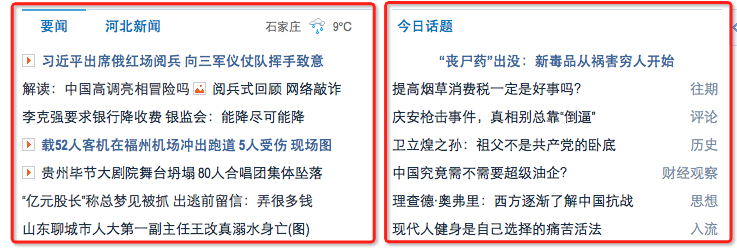 要闻 河北新闻 石家庄 9°C
习近平出席俄红场阅兵 向三军仪仗队挥手致意
解读：中国高调亮相冒险吗 阅兵式回顾 网络敲诈
李克强要求银行降收费 银监会：能降尽可能降
载52人客机在福州机场冲出跑道 5人受伤 现场图
贵州毕节大剧院舞台坍塌 80人合唱团集体坠落
“亿元股长”称总梦见被抓 出逃前留信：弄很多钱
山东聊城市人大第一副主任王改真溺水身亡(图)
今日话题
“丧尸药”出没：新毒品从祸害穷人开始
提高烟草消费税一定是好事吗？ 往期
庆安枪击事件，真相别总靠“倒逼” 评论
卫立煌之孙：祖父不是共产党的卧底 历史
中国究竟需不需要超级油企？ 财经观察
理查德·奥弗里：西方逐渐了解中国抗战 思想
现代人健身是自己选择的痛苦活法 入流